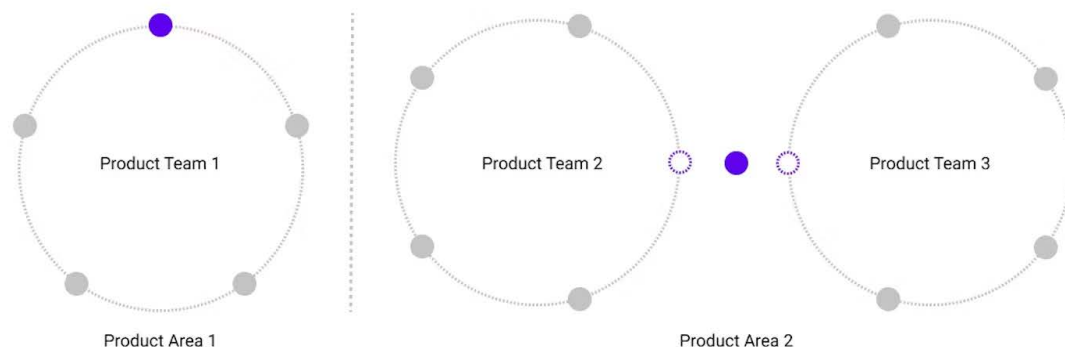 Product Team 1
Product Team 2
Product Team 3
Product Area 1
Product Area 2